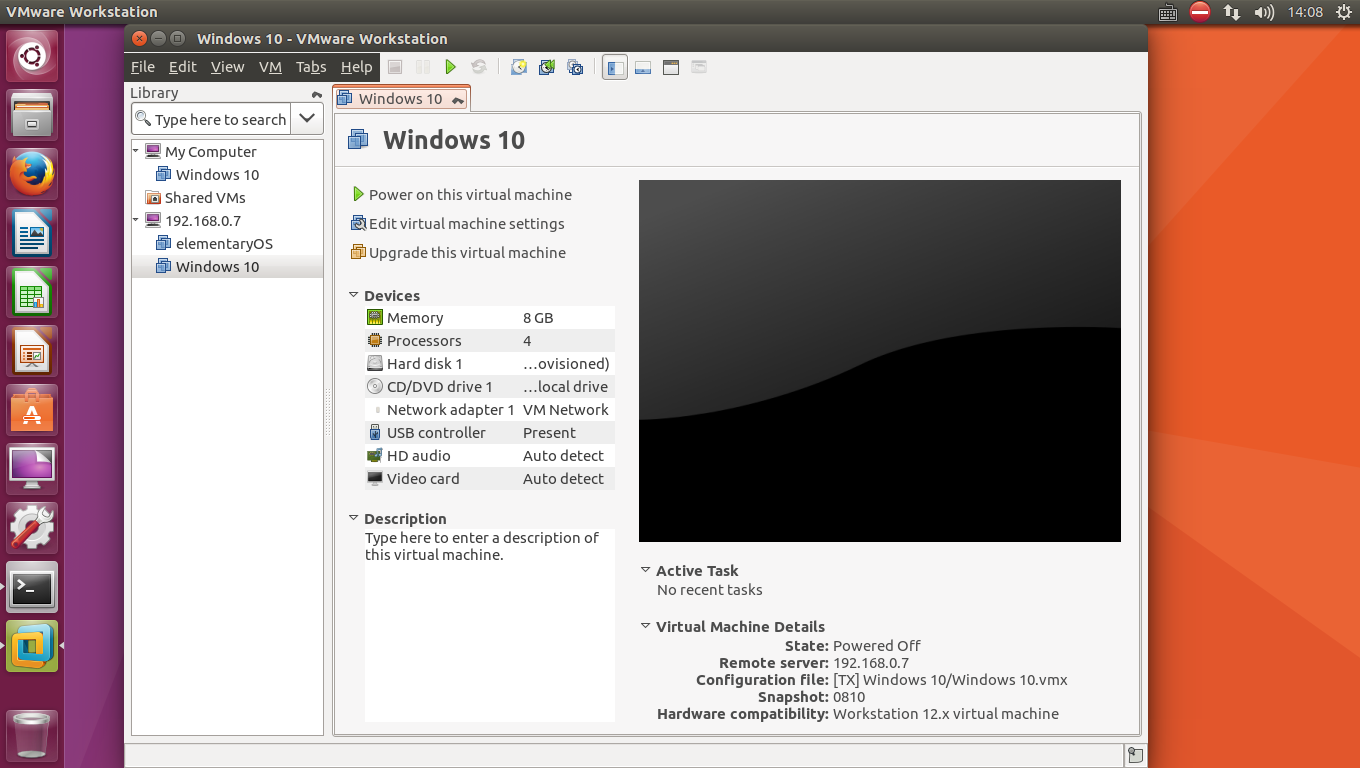 VMware Workstation
14:08
Windows 10 - VMware Workstation
File Edit View VM Tabs Help
Library
Type here to search
My Computer
Windows 10
Shared VMs
192.168.0.7
elementaryOS
Windows 10
Windows 10
Windows 10
Power on this virtual machine
Edit virtual machine settings
Upgrade this virtual machine
Devices
Memory 8 GB
Processors 4
Hard disk 1 …ovisioned)
CD/DVD drive 1 …local drive
Network adapter 1 VM Network
USB controller Present
HD audio Auto detect
Video card Auto detect
Description
Type here to enter a description of
this virtual machine.
Active Task
No recent tasks
Virtual Machine Details
State: Powered Off
Remote server: 192.168.0.7
Configuration file: [TX] Windows 10/Windows 10.vmx
Snapshot: 0810
Hardware compatibility: Workstation 12.x virtual machine